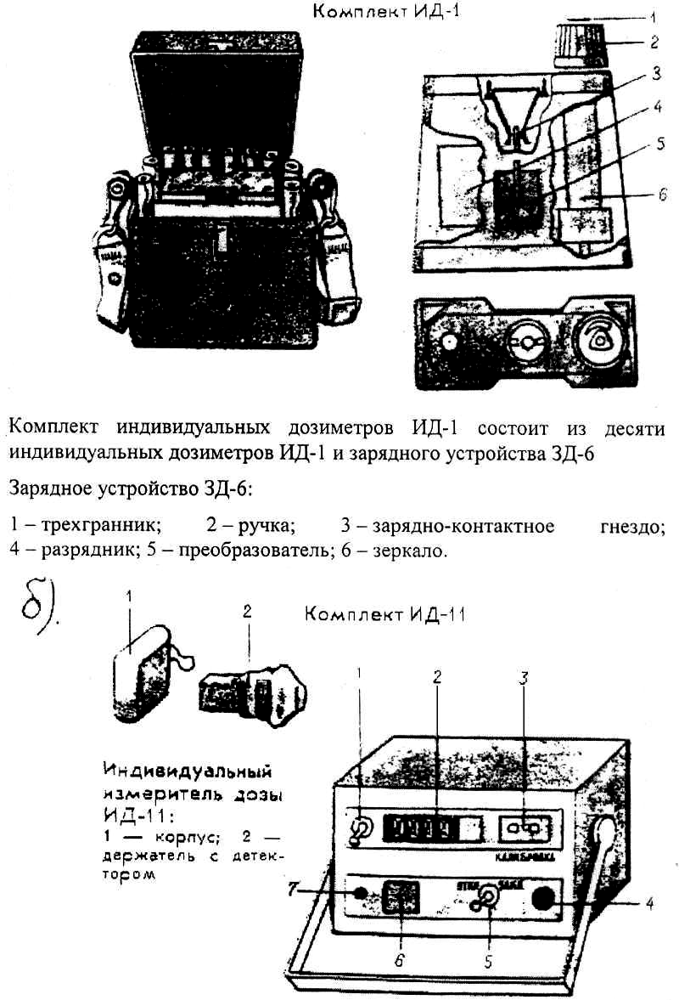 Комплект ИД-1
1
2
3
4
5
6
Комплект индивидуальных дозиметров ИД-1 состоит из десяти
индивидуальных дозиметров ИД-1 и зарядного устройства ЗД-6
Зарядное устройство ЗД-6:
1 – трехгранник; 2 – ручка; 3 – зарядно-контактное гнездо;
4 – разрядник; 5 – преобразователь; 6 – зеркало.
б).
1
2
Комплект ИД-11
Индивидуальный
измеритель дозы
ИД-11:
1 — корпус; 2 —
держатель с детек-
тором
1 2 3
КАЛИБРОВКА
7
ОТКЛ ВКЛ
4
6 5